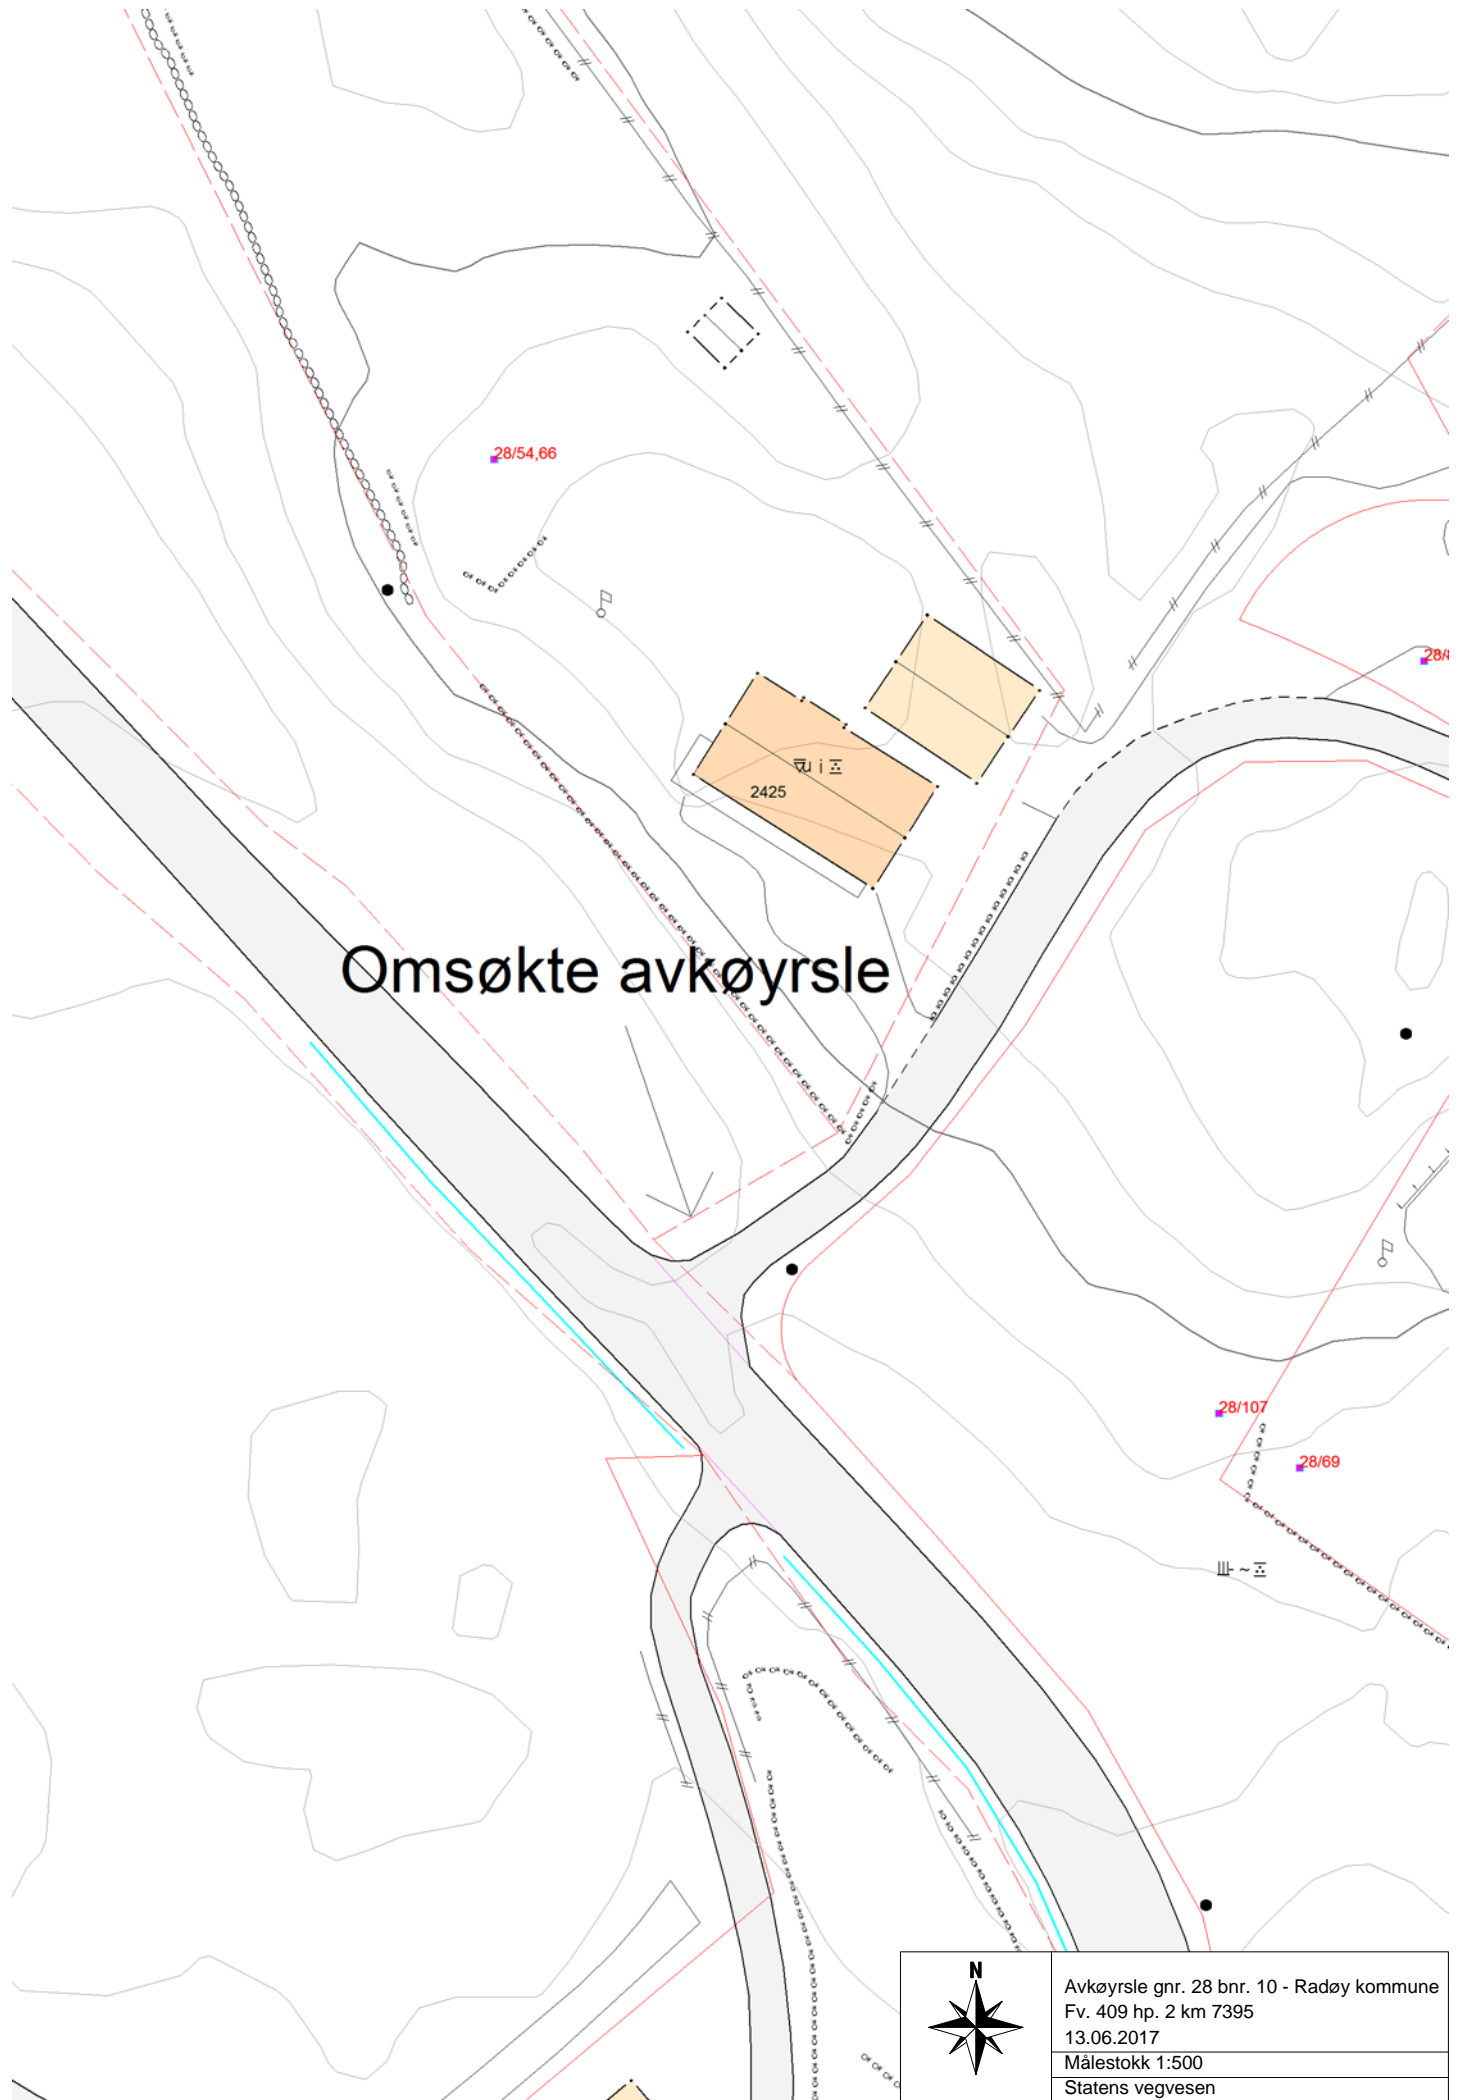 28/54,66
2425
Omsøkte avkøyrsle
28/107
28/69
N
Avkøyrsle gnr. 28 bnr. 10 - Radøy kommune
Fv. 409 hp. 2 km 7395
13.06.2017
Målestokk 1:500
Statens vegvesen